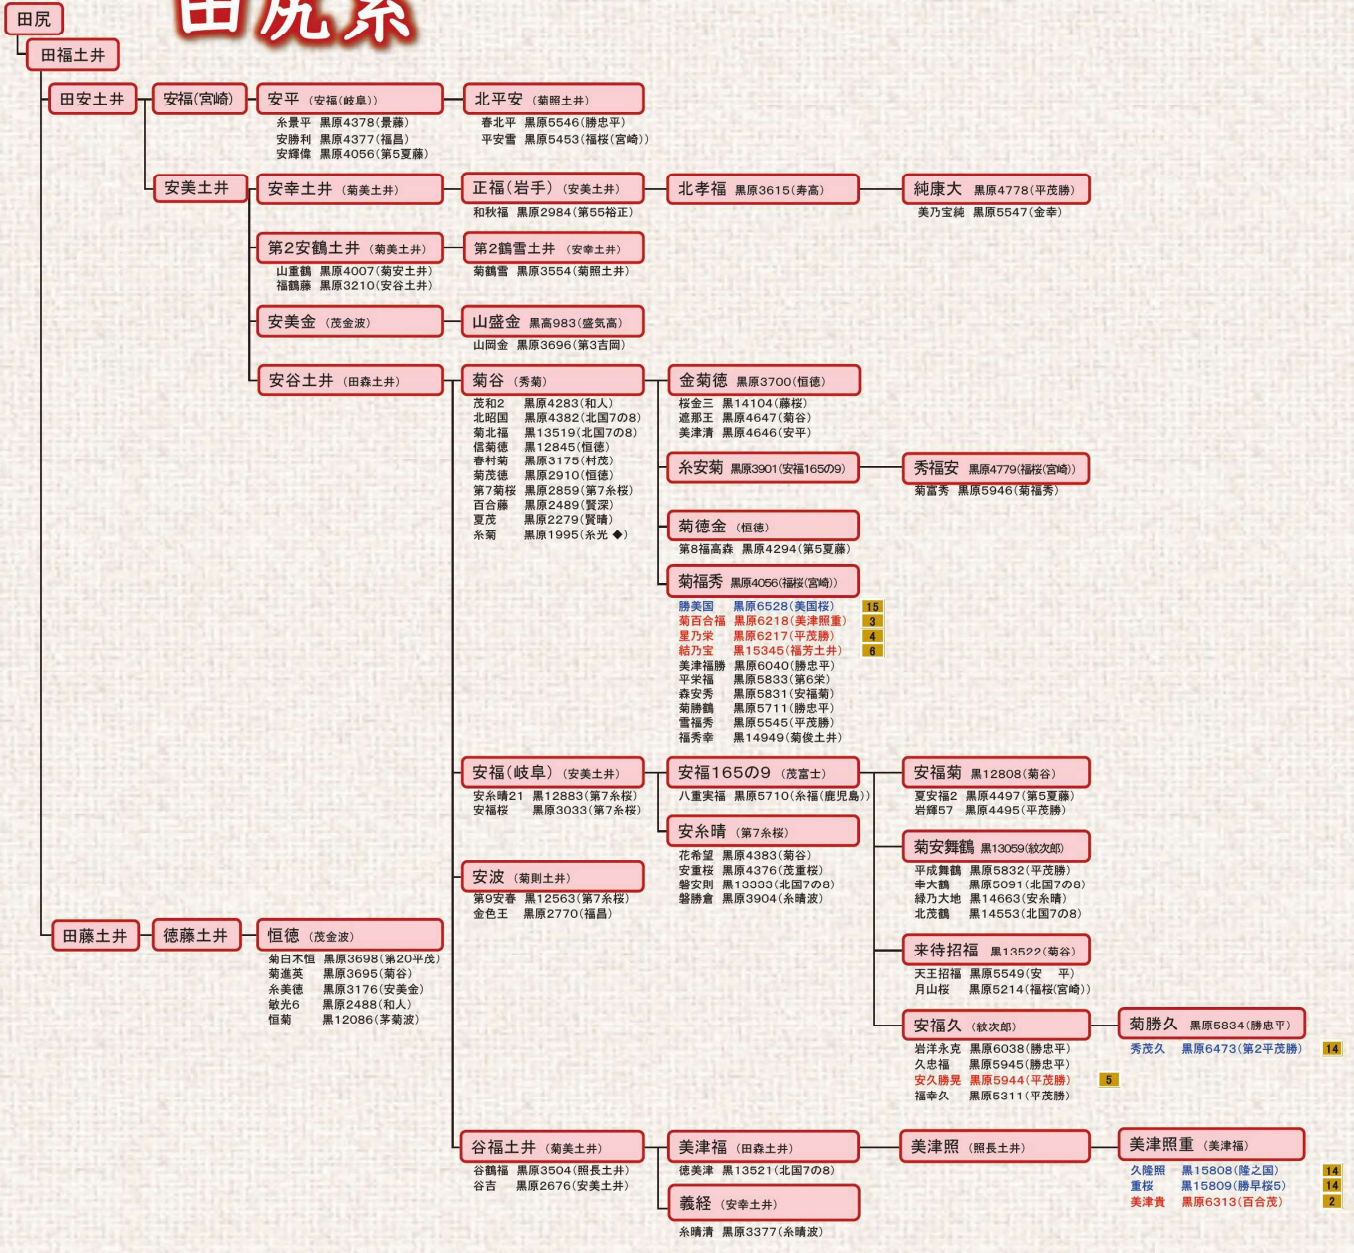 田尻系
田尻
田福土井
田安土井
安福(宮崎)
安平 (安福(岐阜))
糸景平 黒原4378(景藤)
安勝利 黒原4377(福昌)
安輝偉 黒原4056(第5夏藤)
北平安 (菊照土井)
春北平 黒原5546(勝忠平)
平安雪 黒原5453(福桜(宮崎))
安美土井
安幸土井 (菊美土井)
正福(岩手) (安美土井)
和秋福 黒原2984(第55裕正)
北孝福 黒原3615(寿高)
純康大 黒原4778(平茂勝)
美乃宝純 黒原5547(金幸)
第2安鶴土井 (菊美土井)
山重鶴 黒原4007(菊安土井)
福鶴藤 黒原3210(安谷土井)
第2鶴雪土井 (安幸土井)
菊鶴雪 黒原3554(菊照土井)
安美金 (茂金波)
山盛金 黒高983(盛気高)
山岡金 黒原3696(第3吉岡)
安谷土井 (田森土井)
菊谷 (秀菊)
茂和2 黒原4283(和人)
北昭国 黒原4382(北国7の8)
菊北福 黒13519(北国7の8)
信菊徳 黒12845(恒徳)
春村菊 黒原3175(村茂)
菊茂徳 黒原2910(恒徳)
第7菊桜 黒原2859(第7糸桜)
百合藤 黒原2489(賢深)
夏茂 黒原2279(賢晴)
糸菊 黒原1995(糸光 ◆)
金菊徳 黒原3700(恒徳)
桜金三 黒14104(藤桜)
遮那王 黒原4647(菊谷)
美津清 黒原4646(安平)
糸安菊 黒原3901(安福165の9)
秀福安 黒原4779(福桜(宮崎))
菊富秀 黒原5946(菊福秀)
菊徳金 (恒徳)
第8福高森 黒原4294(第5夏藤)
菊福秀 黒原4056(福桜(宮崎))
勝美国 黒原6528(美国桜) 15
菊百合福 黒原6218(美津照重) 3
星乃栄 黒原6217(平茂勝) 4
結乃宝 黒15345(福芳土井) 6
美津福勝 黒原6040(勝忠平)
平栄福 黒原5833(第6栄)
森安秀 黒原5831(安福菊)
菊勝鶴 黒原5711(勝忠平)
雪福秀 黒原5545(平茂勝)
福秀幸 黒14949(菊俊土井)
安福(岐阜) (安美土井)
安糸晴21 黒12883(第7糸桜)
安福桜 黒原3033(第7糸桜)
安福165の9 (茂富士)
八重実福 黒原5710(糸福(鹿児島))
安糸晴 (第7糸桜)
花希望 黒原4383(菊谷)
安重桜 黒原4376(茂重桜)
磐安則 黒13333(北国7の8)
磐勝倉 黒原3904(糸晴波)
安福菊 黒12808(菊谷)
夏安福2 黒原4497(第5夏藤)
岩輝57 黒原4495(平茂勝)
菊安舞鶴 黒13059(紋次郎)
平成舞鶴 黒原5832(平茂勝)
幸大鶴 黒原5091(北国7の8)
緑乃大地 黒14663(安糸晴)
北茂鶴 黒14553(北国7の8)
安波 (菊則土井)
第9安春 黒12563(第7糸桜)
金色王 黒原2770(福昌)
来待招福 黒13522(菊谷)
天王招福 黒原5549(安 平)
月山桜 黒原5214(福桜(宮崎))
田藤土井
徳藤土井
恒徳 (茂金波)
菊白木恒 黒原3698(第20平茂)
菊進英 黒原3695(菊谷)
糸美徳 黒原3176(安美金)
敏光6 黒原2488(和人)
恒菊 黒12086(茅菊波)
安福久 (紋次郎)
岩洋永克 黒原6038(勝忠平)
久忠福 黒原5945(勝忠平)
安久勝晃 黒原5944(平茂勝) 5
福幸久 黒原5311(平茂勝)
菊勝久 黒原5834(勝忠平)
秀茂久 黒原6473(第2平茂勝) 14
谷福土井 (菊美土井)
谷鶴福 黒原3504(照長土井)
谷吉 黒原2676(安美土井)
美津福 (田森土井)
徳美津 黒13521(北国7の8)
義経 (安幸土井)
糸晴清 黒原3377(糸晴波)
美津照 (照長土井)
美津照重 (美津福)
久隆照 黒15808(隆之国) 14
重桜 黒15809(勝早桜5) 14
美津貴 黒原6313(百合茂) 2